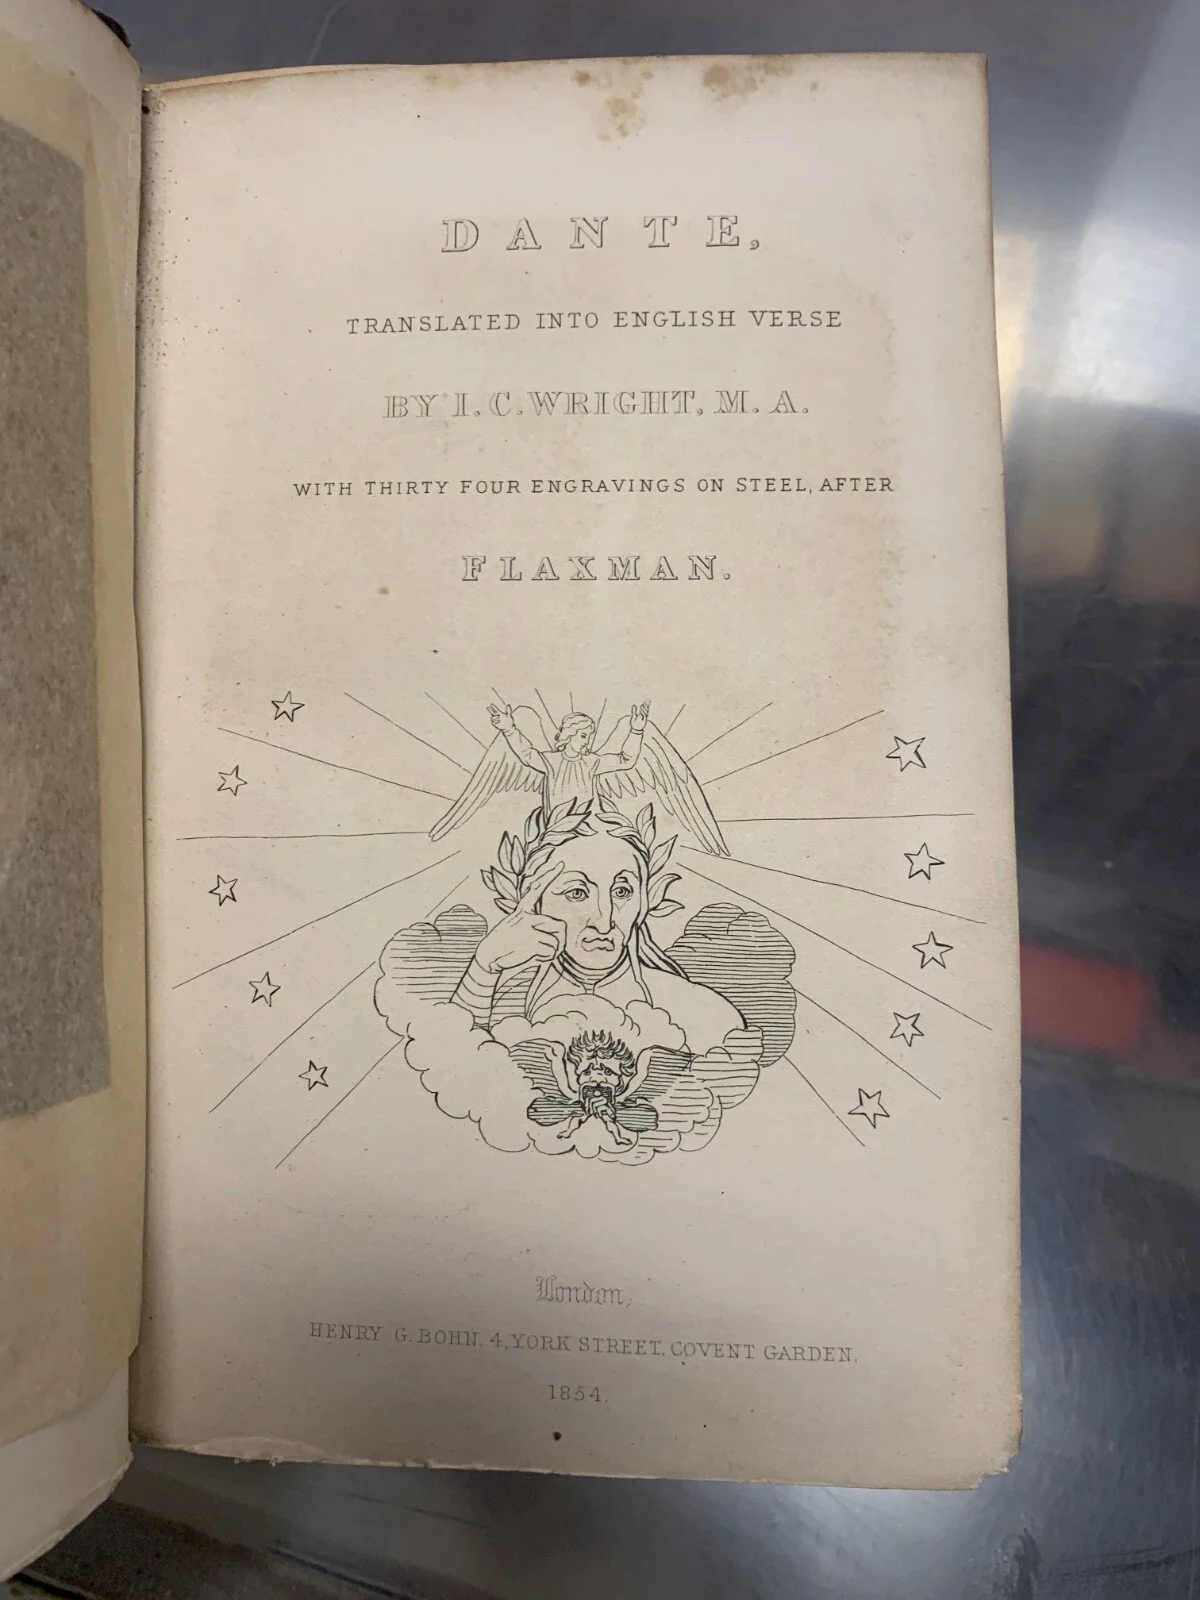 DANTE,
TRANSLATED INTO ENGLISH VERSE
BY I. C. WRIGHT, M. A.
WITH THIRTY FOUR ENGRAVINGS ON STEEL, AFTER
FLAXMAN.
London,
HENRY G. BOHN, 4, YORK STREET, COVENT GARDEN,
1854.